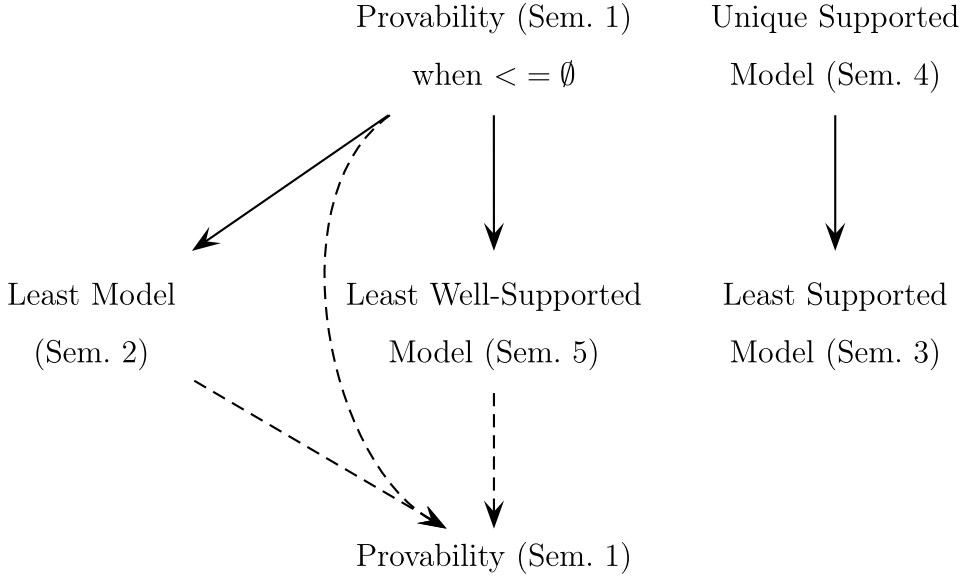 Provability (Sem. 1)
when < = ∅
Unique Supported
Model (Sem. 4)
Least Model
(Sem. 2)
Least Well-Supported
Model (Sem. 5)
Least Supported
Model (Sem. 3)
Provability (Sem. 1)